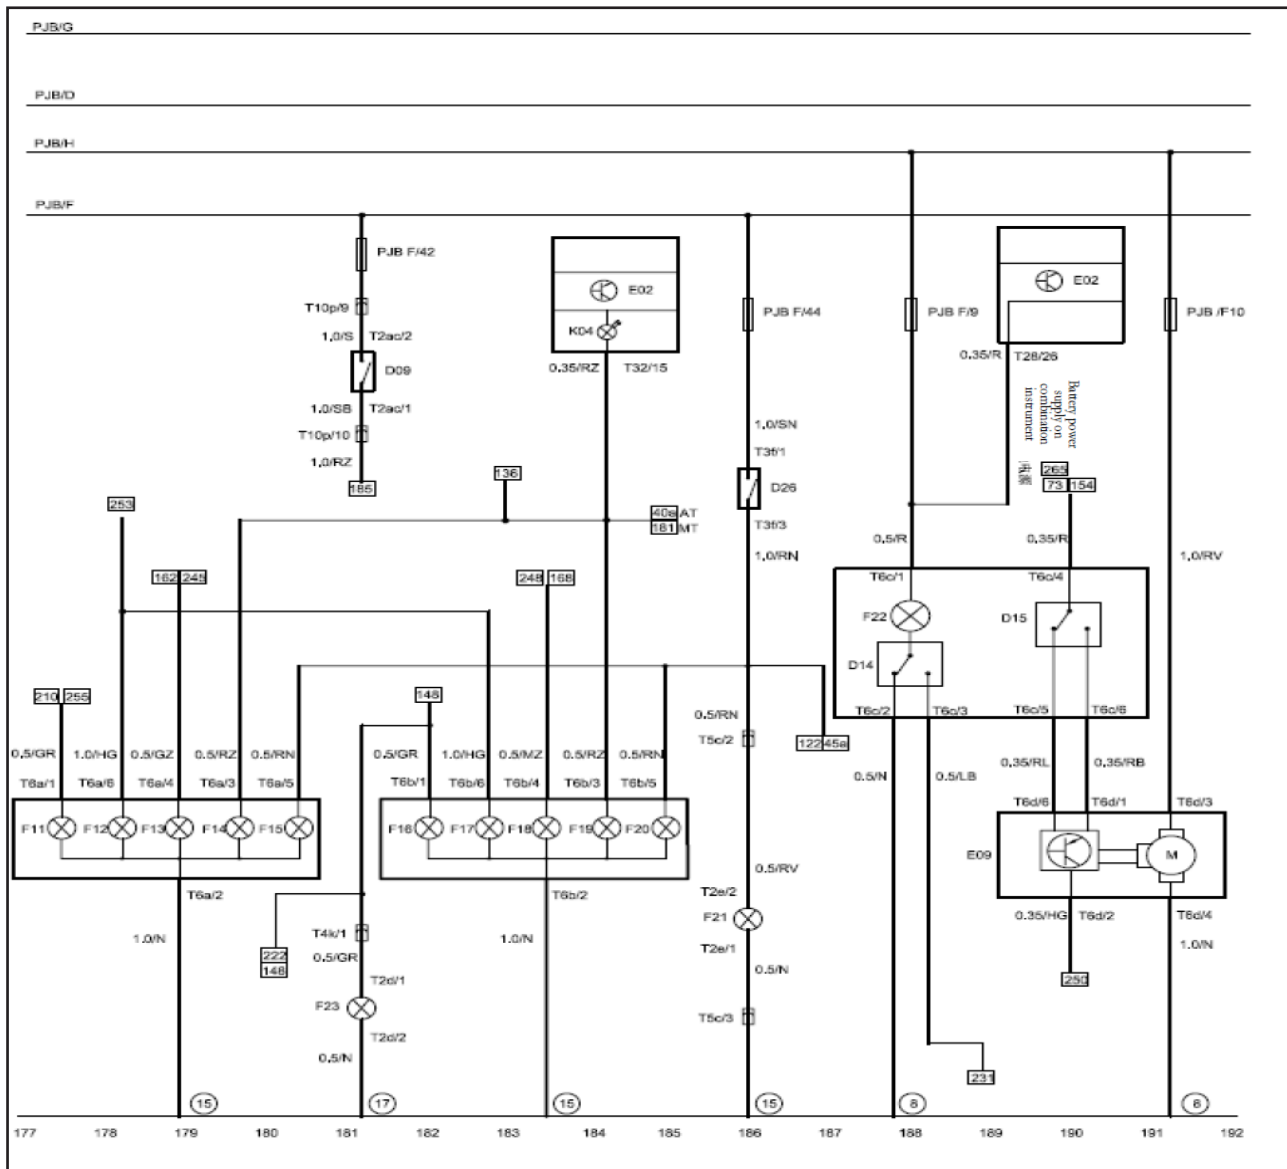 PJB/G
PJB/D
PJB/H
PJB/F
PJB F/42
T10p/9
1,0/S T2ac/2
D09
1.0/SB T2ac/1
T10p/10
1,0/RZ
185
E02
K04
0.35/RZ T32/15
PJB F/44
1,0/SN
T3f/1
D26
T3f/3
1,0/RN
PJB F/9
E02
0.35/R T28/26
PJB /F10
Battery power
supply on
combination
instrument
电源
265
73 154
253
136
40a AT
181 MT
162 245
248 168
0.5/R
0.35/R
1,0/RV
T6c/1
T6c/4
F22
D15
D14
210 255
148
T6c/2 T6c/3 T6c/5 T6c/6
0.5/RN
T5c/2
122 45a
0.5/GR 1.0/HG 0.5/GZ 0.5/RZ 0.5/RN
0.5/GR 1.0/HG 0.5/MZ 0.5/RZ 0.5/RN
0.5/N 0.5/LB 0.35/RL 0.35/RB
T6a/1 T6a/6 T6a/4 T6a/3 T6a/5
T6b/1 T6b/6 T6b/4 T6b/3 T6b/5
T6d/6 T6d/1 T6d/3
F11 F12 F13 F14 F15
F16 F17 F18 F19 F20
E09
M
0.5/RV
T6a/2
T6b/2
T2e/2
F21
T2e/1
0.5/N
T5c/3
0.35/HG T6d/2
T6d/4
1.0/N
250
1.0/N
1.0/N
T4k/1
222
148
0.5/GR
T2d/1
F23
T2d/2
0.5/N
231
15 17 15 15 8 6
177 178 179 180 181 182 183 184 185 186 187 188 189 190 191 192